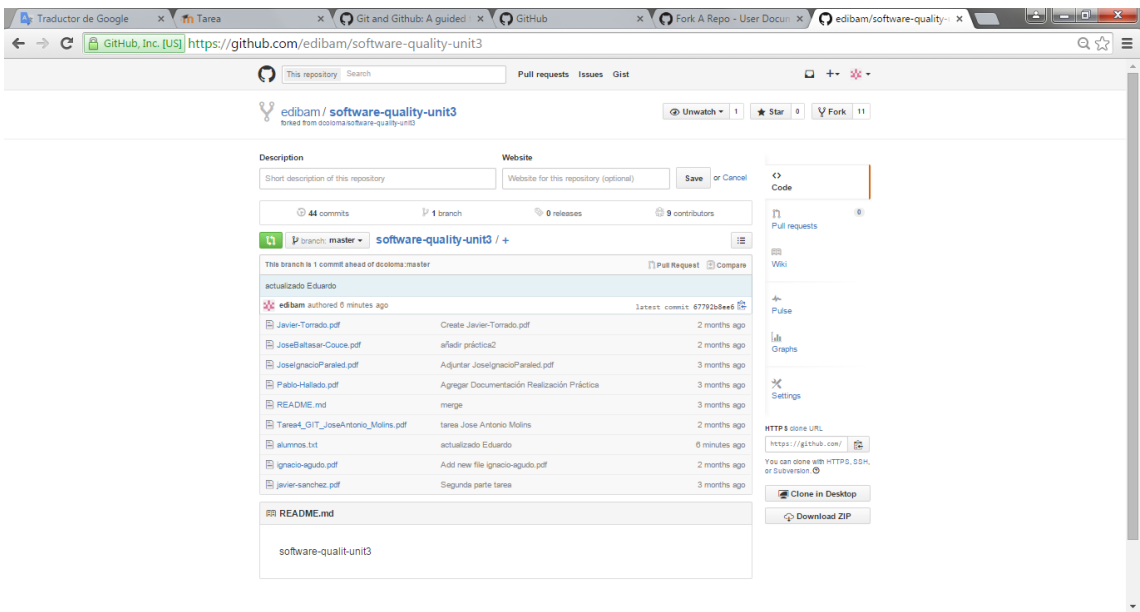 Traductor de Google
Tarea
Git and Github: A guided
GitHub
Fork A Repo - User Docun
edibam/software-quality-
GitHub, Inc. [US] https://github.com/edibam/software-quality-unit3
This repository Search Pull requests Issues Gist
edibam / software-quality-unit3
forked from dcoloma/software-quality-unit3
Unwatch 1 Star 0 Fork 11
Description Website
Short description of this repository Website for this repository (optional) Save or Cancel
44 commits 1 branch 0 releases 9 contributors
branch: master software-quality-unit3 / +
This branch is 1 commit ahead of dcoloma:master Pull Request Compare
actualizado Eduardo
edibam authored 6 minutes ago latest commit 67792b8ee6
Javier-Torrado.pdf Create Javier-Torrado.pdf 2 months ago
JoseBaltasar-Couce.pdf añadir práctica2 2 months ago
JoseIgnacioParaled.pdf Adjuntar JoseIgnacioParaled.pdf 3 months ago
Pablo-Hallado.pdf Agregar Documentación Realización Práctica 3 months ago
README.md merge 3 months ago
Tarea4_GIT_JoseAntonio_Molins.pdf tarea Jose Antonio Molins 2 months ago
alumnos.txt actualizado Eduardo 6 minutes ago
ignacio-agudo.pdf Add new file ignacio-agudo.pdf 2 months ago
javier-sanchez.pdf Segunda parte tarea 3 months ago
README.md
software-qualit-unit3
Code
Pull requests 0
Wiki
Pulse
Graphs
Settings
HTTPS clone URL
https://github.com/
You can clone with HTTPS, SSH,
or Subversion.
Clone in Desktop
Download ZIP